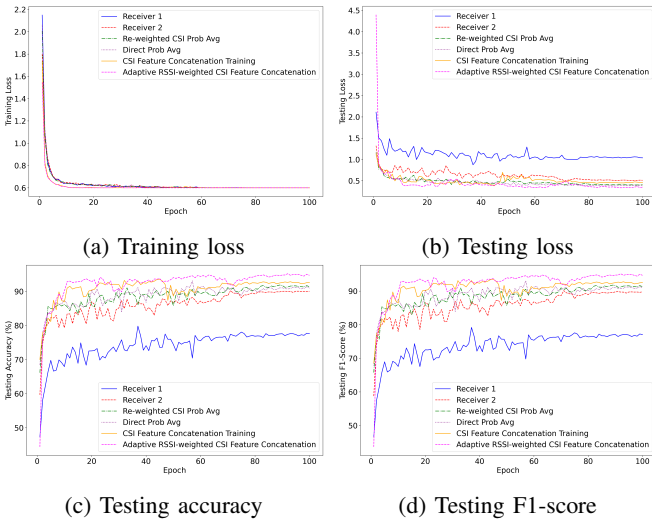 2.2
2.0
1.8
1.6
1.4
1.2
1.0
0.8
0.6
Training Loss
0 20 40 60 80 100
Epoch
Receiver 1
Receiver 2
Re-weighted CSI Prob Avg
Direct Prob Avg
CSI Feature Concatenation Training
Adaptive RSSI-weighted CSI Feature Concatenation
(a) Training loss
4.5
4.0
3.5
3.0
2.5
2.0
1.5
1.0
0.5
Testing Loss
0 20 40 60 80 100
Epoch
Receiver 1
Receiver 2
Re-weighted CSI Prob Avg
Direct Prob Avg
CSI Feature Concatenation Training
Adaptive RSSI-weighted CSI Feature Concatenation
(b) Testing loss
90
80
70
60
50
Testing Accuracy (%)
Receiver 1
Receiver 2
Re-weighted CSI Prob Avg
Direct Prob Avg
CSI Feature Concatenation Training
Adaptive RSSI-weighted CSI Feature Concatenation
0 20 40 60 80 100
Epoch
(c) Testing accuracy
90
80
70
60
50
Testing F1-Score (%)
Receiver 1
Receiver 2
Re-weighted CSI Prob Avg
Direct Prob Avg
CSI Feature Concatenation Training
Adaptive RSSI-weighted CSI Feature Concatenation
0 20 40 60 80 100
Epoch
(d) Testing F1-score